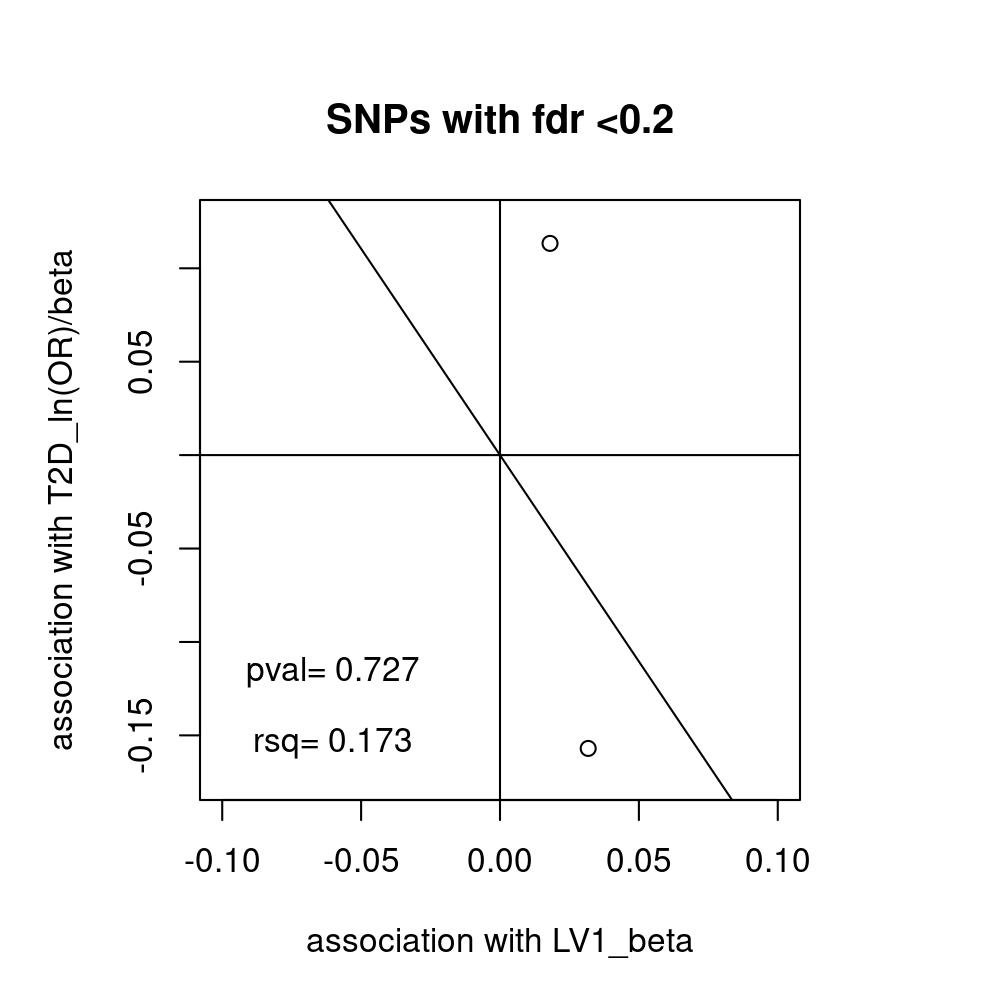 SNPs with fdr <0.2
association with T2D_ln(OR)/beta
0.05
-0.05
-0.15
pval= 0.727
rsq= 0.173
-0.10 -0.05 0.00 0.05 0.10
association with LV1_beta